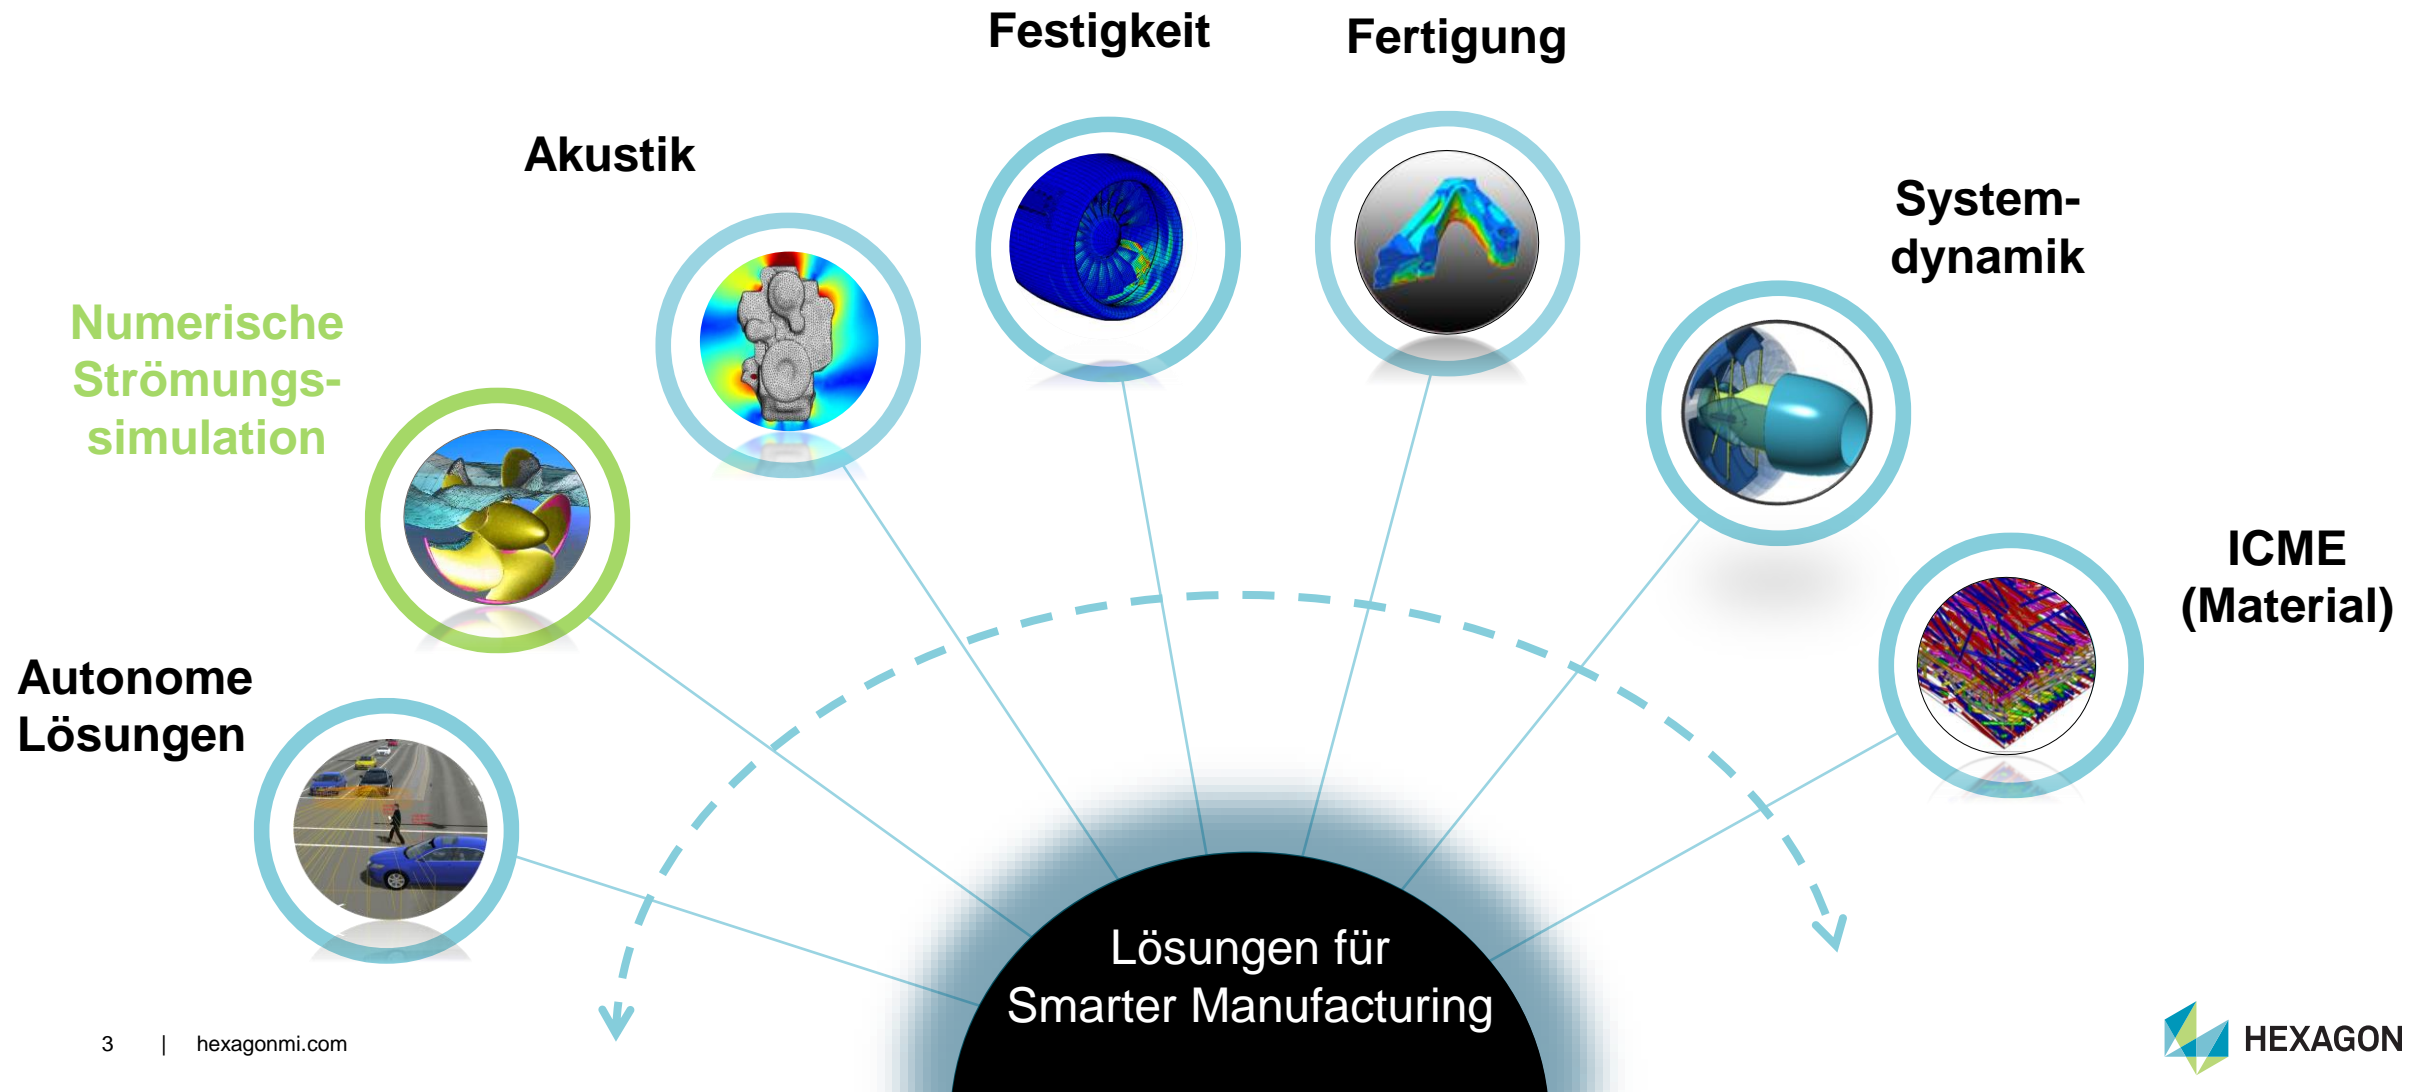 Festigkeit
Fertigung
Akustik
System-
dynamik
Numerische
Strömungs-
simulation
ICME
(Material)
Autonome
Lösungen
Lösungen für
Smarter Manufacturing
3 | hexagonmi.com
HEXAGON